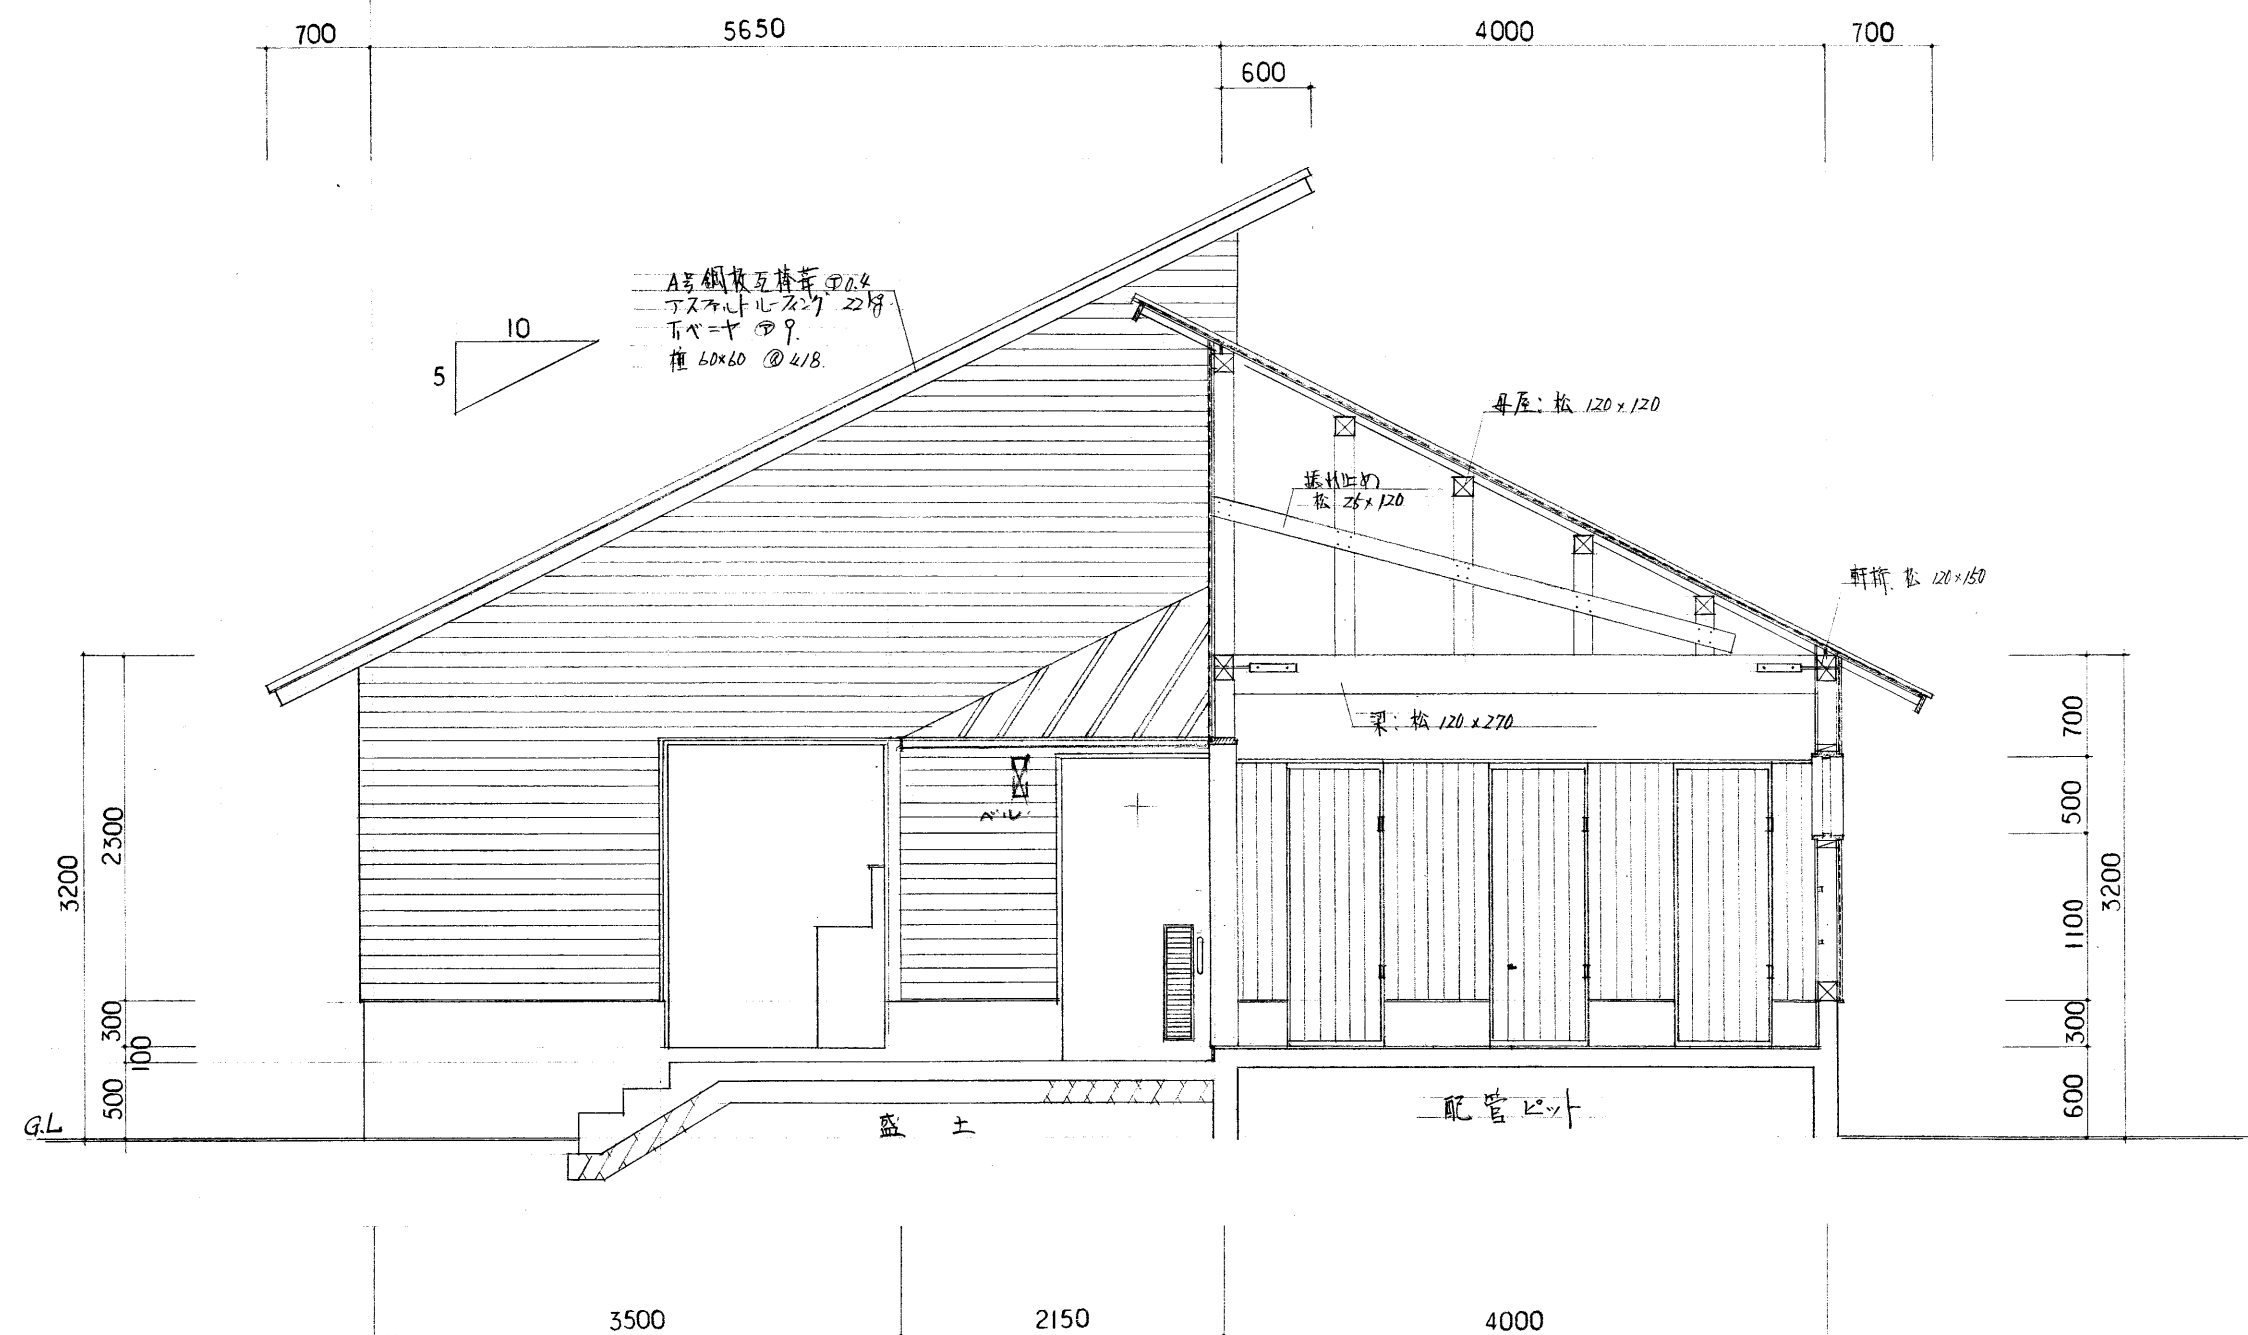 700
5650
4000
700
600
A号鋼板瓦棒葺 Ⓣ0.4
アスファルトルーフィング 22kg
下ベニヤ Ⓣ9.
棰 60×60 @418.
10
5
母屋: 松 120×120
振れ止め
松 25×120
軒桁. 松 120×150
梁: 松 120×270
ベル
3200
2300
300
100
500
G.L
700
500
1100
300
600
3200
盛土
配管ピット
3500
2150
4000